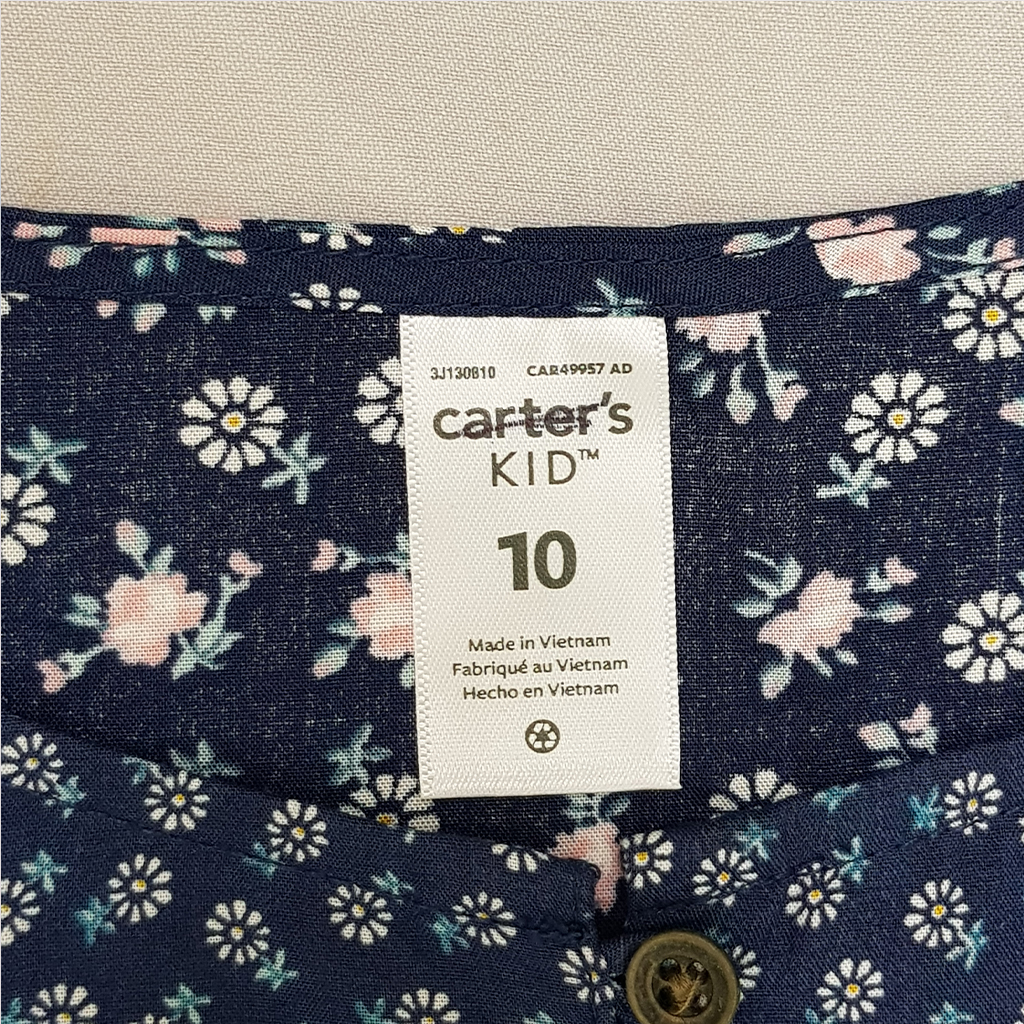 3J130810 CAR49957 AD
carter's
KID™
10
Made in Vietnam
Fabriqué au Vietnam
Hecho en Vietnam